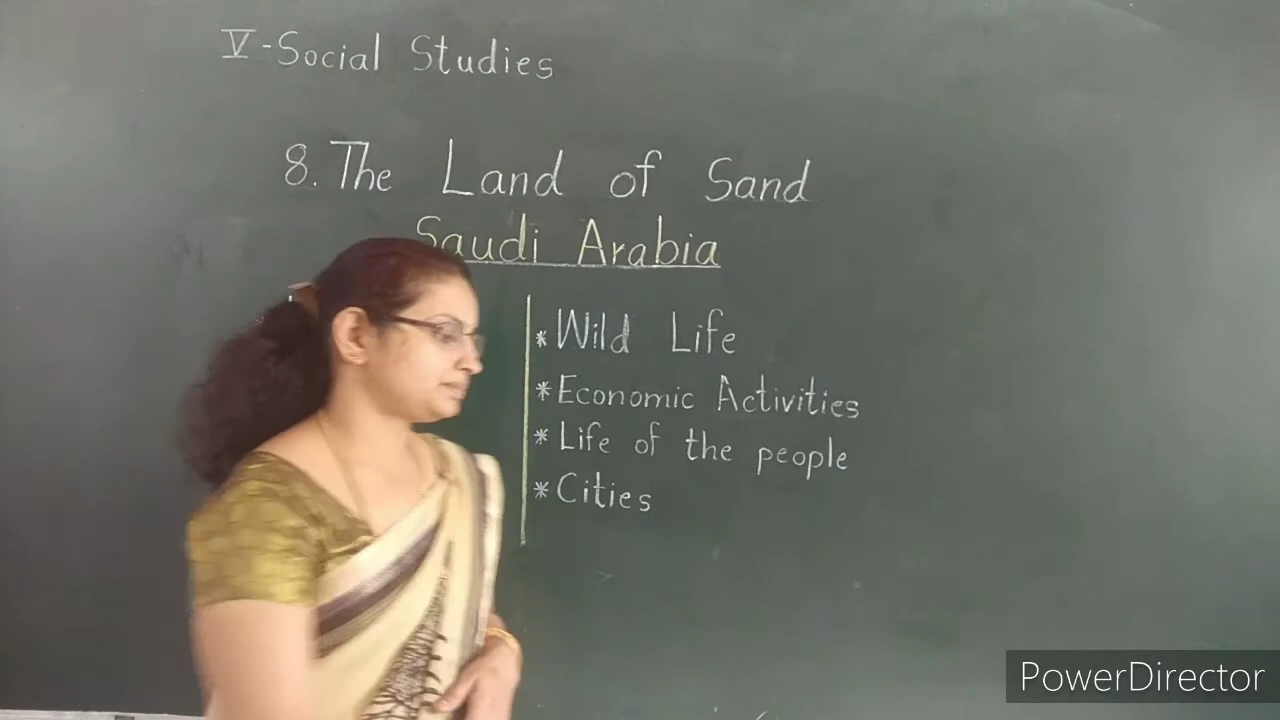 V-Social Studies
8. The Land of Sand
Saudi Arabia
* Wild Life
* Economic Activities
* Life of the people
* Cities
PowerDirector